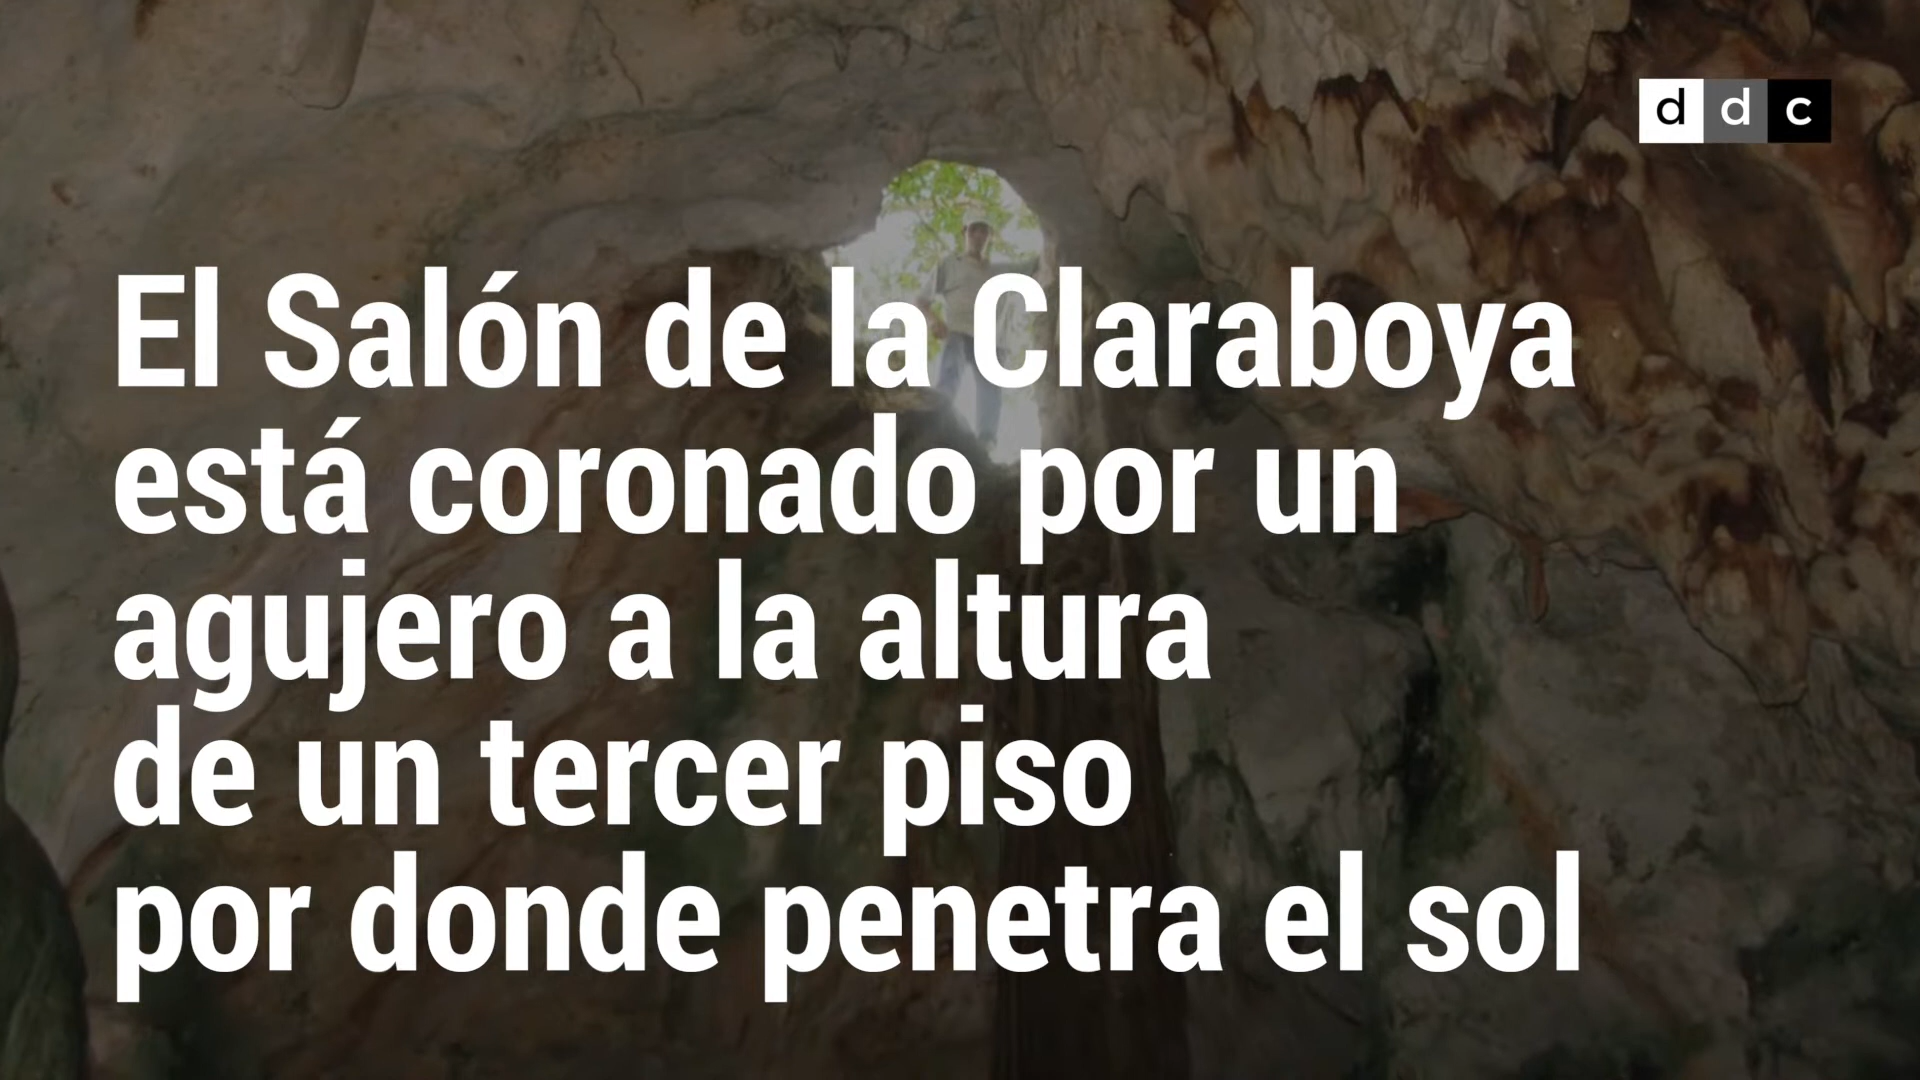 d d c
El Salón de la Claraboya
está coronado por un
agujero a la altura
de un tercer piso
por donde penetra el sol